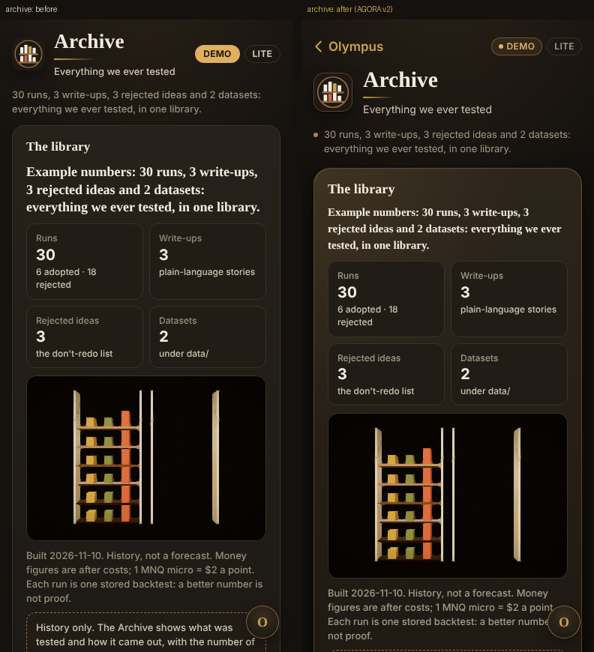 archive: before
Archive
Everything we ever tested
DEMO
LITE
30 runs, 3 write-ups, 3 rejected ideas and 2 datasets:
everything we ever tested, in one library.
The library
Example numbers: 30 runs, 3 write-ups,
3 rejected ideas and 2 datasets:
everything we ever tested, in one library.
Runs
30
6 adopted · 18
rejected
Write-ups
3
plain-language stories
Rejected ideas
3
the don't-redo list
Datasets
2
under data/
Built 2026-11-10. History, not a forecast. Money
figures are after costs; 1 MNQ micro = $2 a point.
Each run is one stored backtest: a better number is
not proof.
History only. The Archive shows what was
tested and how it came out, with the number of
O
archive: after (AGORA v2)
Olympus
DEMO
LITE
Archive
Everything we ever tested
30 runs, 3 write-ups, 3 rejected ideas and 2 datasets:
everything we ever tested, in one library.
The library
Example numbers: 30 runs, 3 write-ups, 3
rejected ideas and 2 datasets: everything we ever
tested, in one library.
Runs
30
6 adopted · 18
rejected
Write-ups
3
plain-language stories
Rejected ideas
3
the don't-redo list
Datasets
2
under data/
Built 2026-11-10. History, not a forecast. Money
figures are after costs; 1 MNQ micro = $2 a point.
Each run is one stored backtest: a better number
not proof.
O